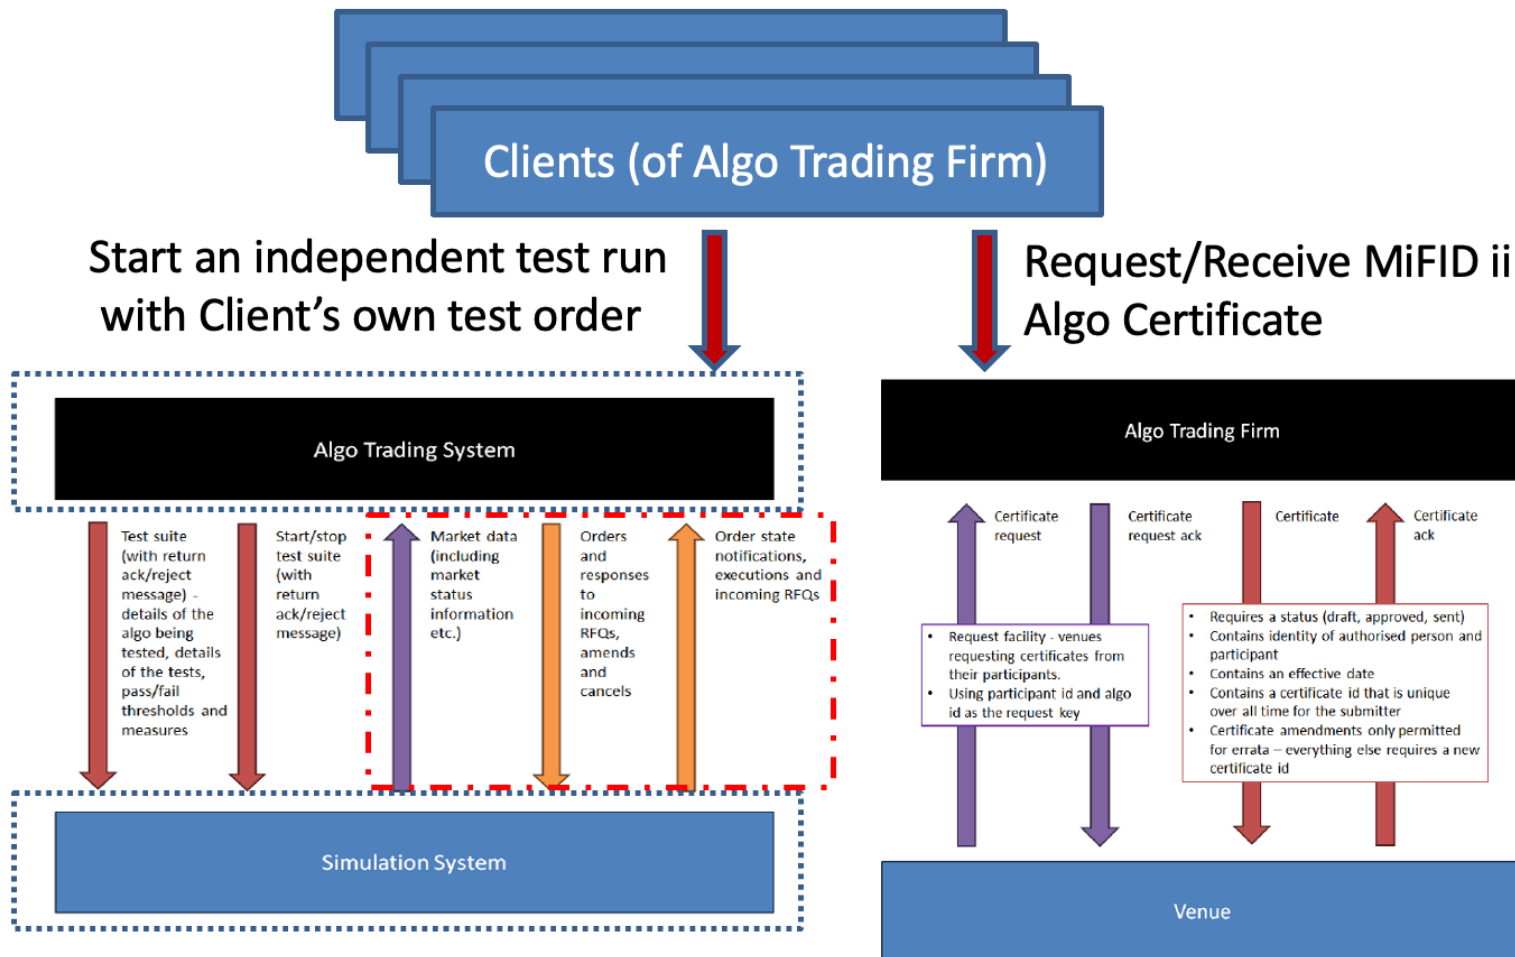 Clients (of Algo Trading Firm)
Start an independent test run
with Client's own test order
Request/Receive MiFID ii
Algo Certificate
Algo Trading System
Test suite
(with return
ack/reject
message) -
details of the
algo being
tested, details
of the tests,
pass/fail
thresholds and
measures
Start/stop
test suite
(with
return
ack/reject
message)
Market data
(including
market
status
information
etc.)
Orders
and
responses
to
incoming
RFQs,
amends
and
cancels
Order state
notifications,
executions and
incoming RFQs
Simulation System
Algo Trading Firm
Certificate
request
Certificate
request ack
Certificate
Certificate
ack
• Request facility - venues
requesting certificates from
their participants.
• Using participant id and algo
id as the request key
• Requires a status (draft, approved, sent)
• Contains identity of authorised person and
participant
• Contains an effective date
• Contains a certificate id that is unique
over all time for the submitter
• Certificate amendments only permitted
for errata – everything else requires a new
certificate id
Venue